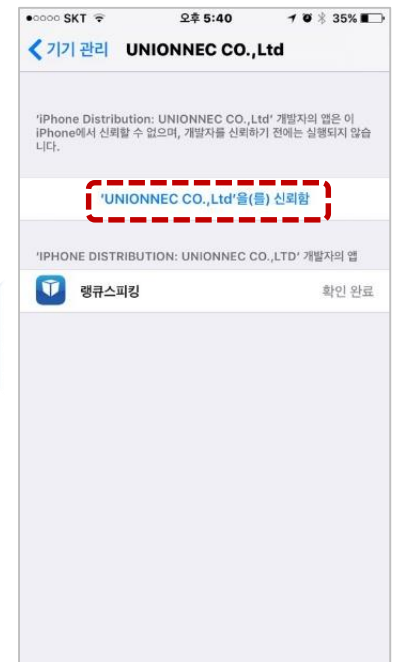 SKT 오후 5:40 35%
기기 관리 UNIONNEC CO.,Ltd
'iPhone Distribution: UNIONNEC CO.,Ltd' 개발자의 앱은 이
iPhone에서 신뢰할 수 없으며, 개발자를 신뢰하기 전에는 실행되지 않습
니다.
'UNIONNEC CO.,Ltd'을(를) 신뢰함
'IPHONE DISTRIBUTION: UNIONNEC CO.,LTD' 개발자의 앱
랭큐스피킹 확인 완료